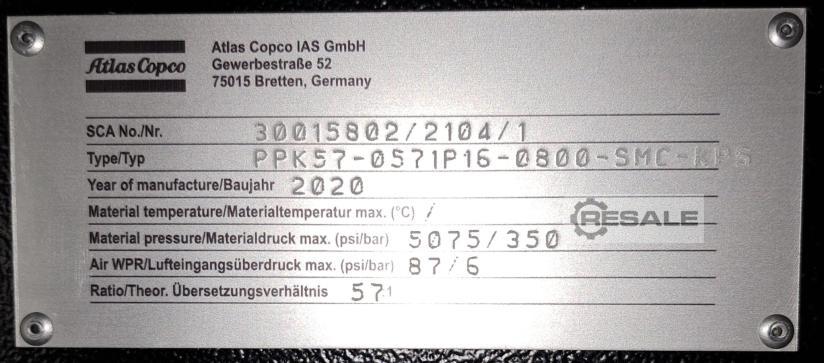 Atlas Copco
Atlas Copco IAS GmbH
Gewerbestraße 52
75015 Bretten, Germany
SCA No./Nr. 30015802/2104/1
Type/Typ PPK57-0571P16-0800-SMC-KPS
Year of manufacture/Baujahr 2020
Material temperature/Materialtemperatur max. (°C) /
RESALE
Material pressure/Materialdruck max. (psi/bar) 5075/350
Air WPR/Lufteingangsüberdruck max. (psi/bar) 87/6
Ratio/Theor. Übersetzungsverhältnis 57:1